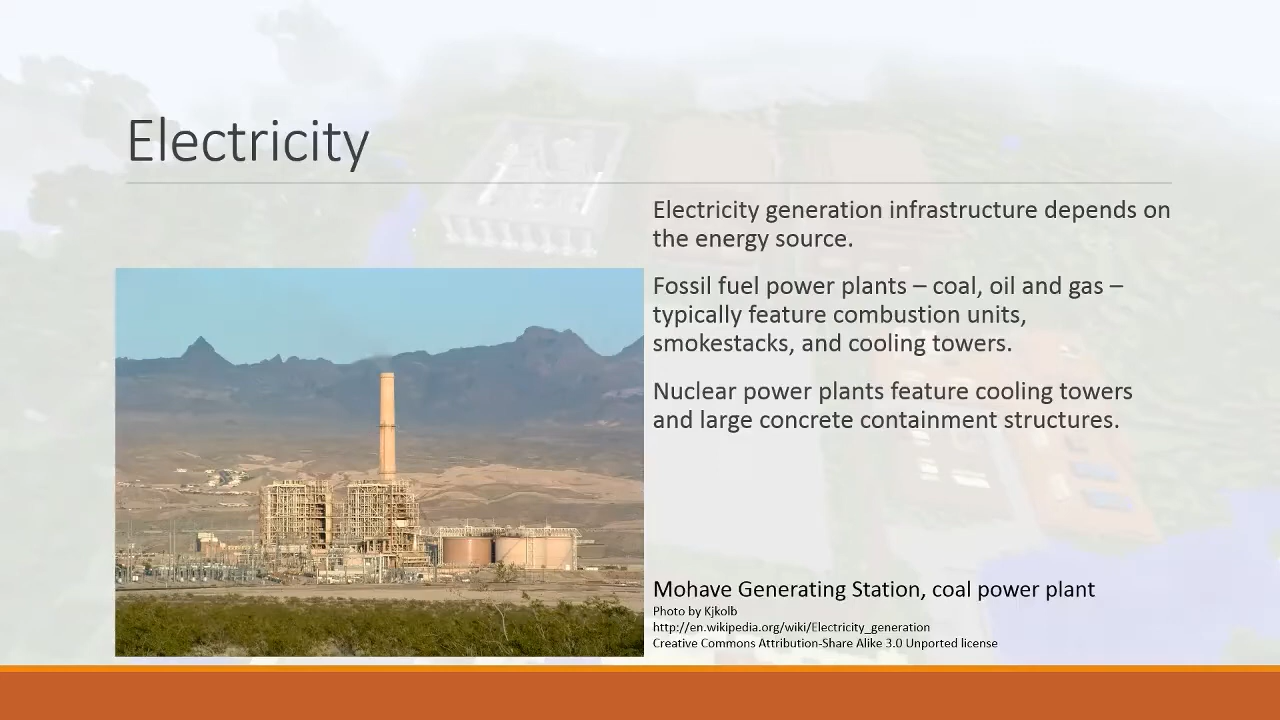 Electricity
Electricity generation infrastructure depends on
the energy source.
Fossil fuel power plants – coal, oil and gas –
typically feature combustion units,
smokestacks, and cooling towers.
Nuclear power plants feature cooling towers
and large concrete containment structures.
Mohave Generating Station, coal power plant
Photo by Kjkolb
http://en.wikipedia.org/wiki/Electricity_generation
Creative Commons Attribution-Share Alike 3.0 Unported license